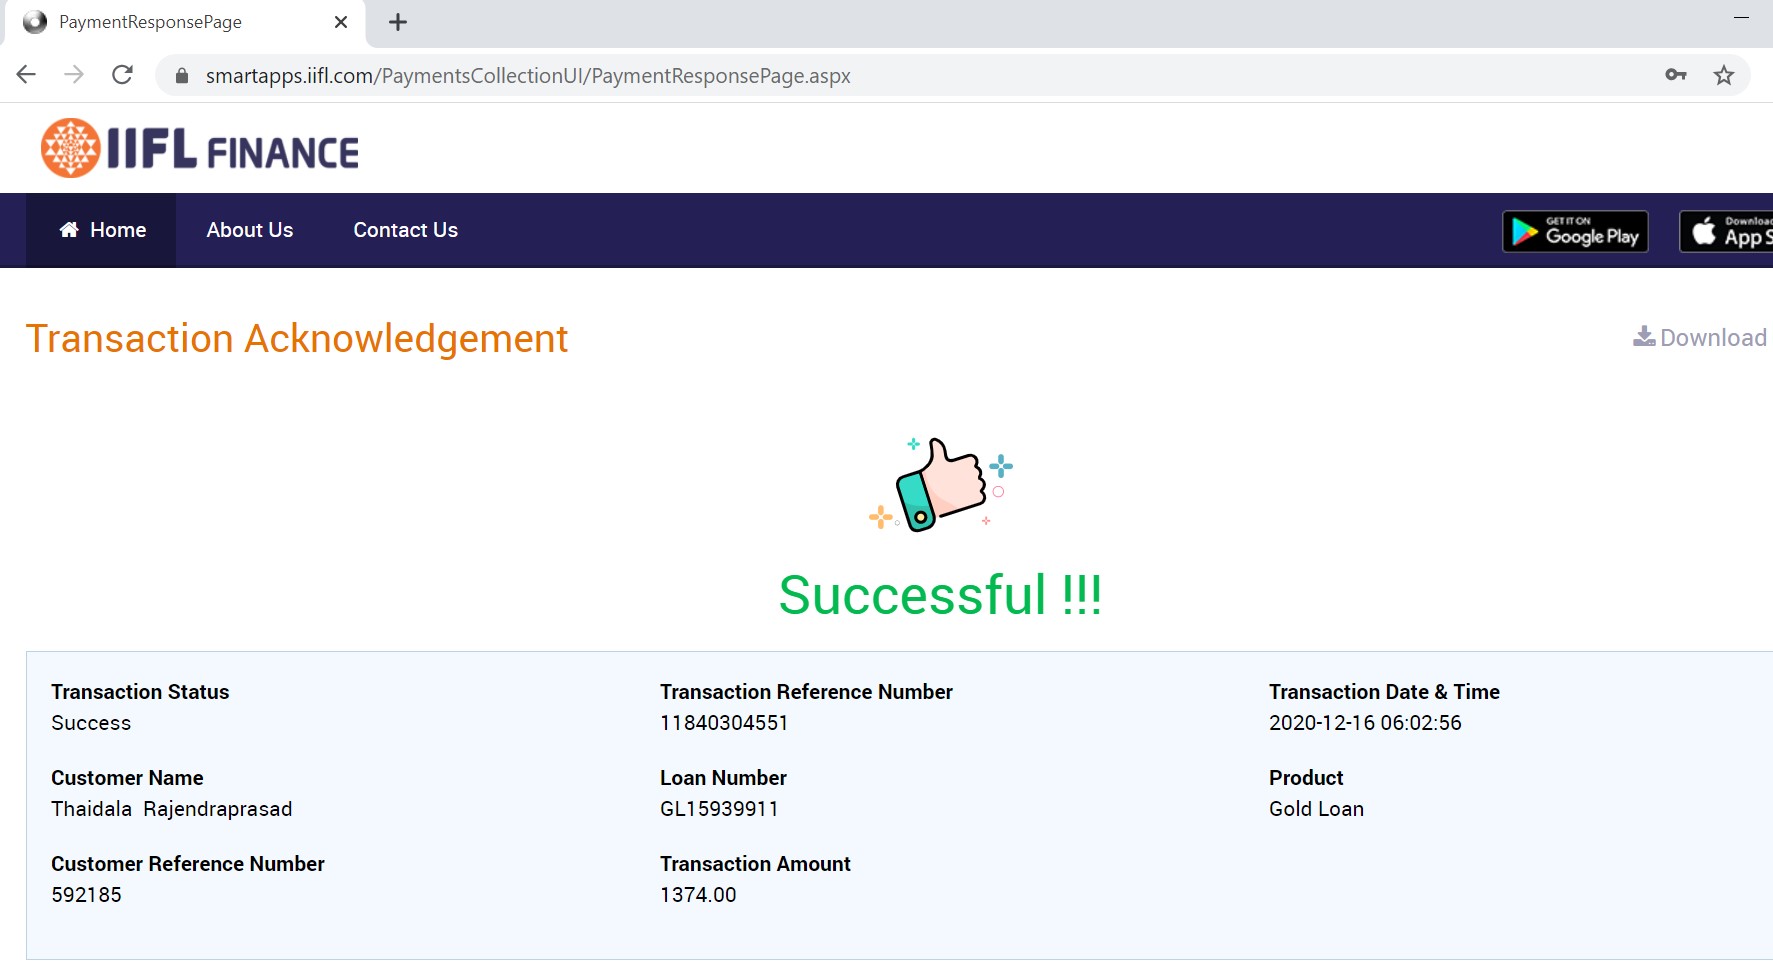 PaymentResponsePage
smartapps.iifl.com/PaymentsCollectionUI/PaymentResponsePage.aspx
IIFL FINANCE
Home About Us Contact Us GET IT ON Google Play Download App S
Transaction Acknowledgement Download
Successful !!!
Transaction Status Transaction Reference Number Transaction Date & Time
Success 11840304551 2020-12-16 06:02:56
Customer Name Loan Number Product
Thaidala Rajendraprasad GL15939911 Gold Loan
Customer Reference Number Transaction Amount
592185 1374.00